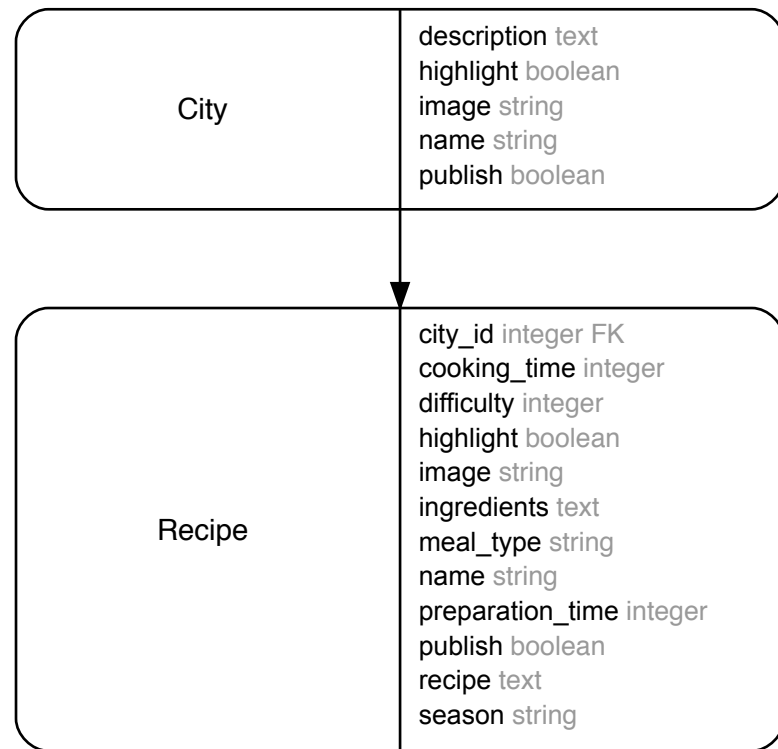 City
description text
highlight boolean
image string
name string
publish boolean
Recipe
city_id integer FK
cooking_time integer
difficulty integer
highlight boolean
image string
ingredients text
meal_type string
name string
preparation_time integer
publish boolean
recipe text
season string